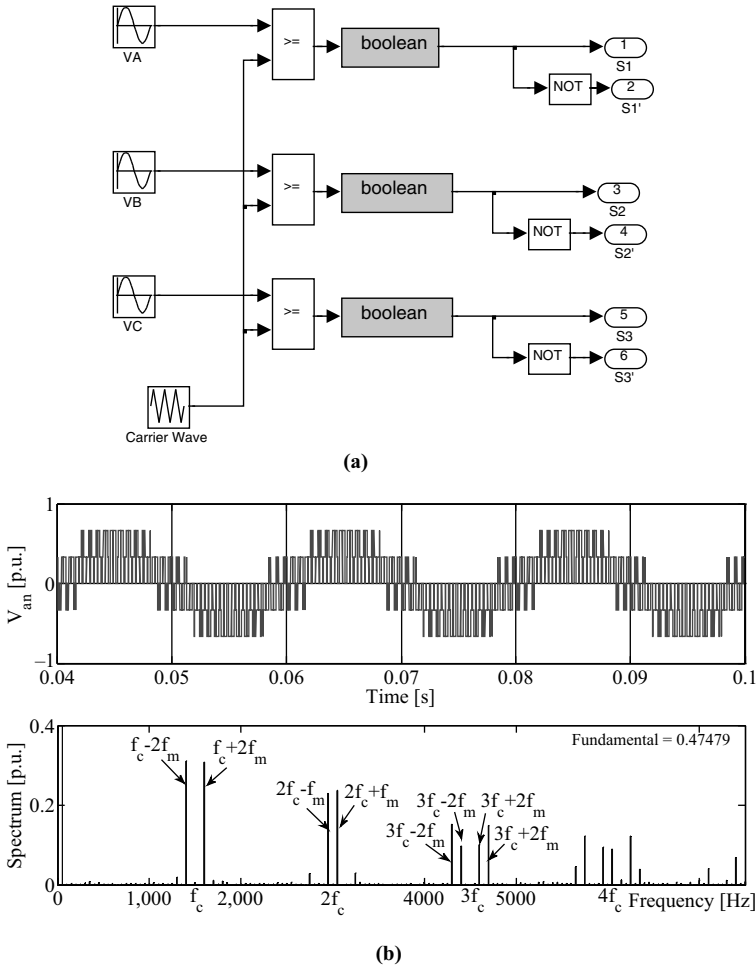 VA
>=
boolean
1
S1
NOT
2
S1'
VB
>=
boolean
3
S2
NOT
4
S2'
VC
>=
boolean
5
S3
NOT
6
S3'
Carrier Wave
(a)
V_an [p.u.]
1
0
−1
0.04 0.05 0.06 0.07 0.08 0.09 0.1
Time [s]
Spectrum [p.u.]
0.4
0.2
0
Fundamental = 0.47479
f_c-2f_m
f_c+2f_m
2f_c-f_m
2f_c+f_m
3f_c-2f_m
3f_c-2f_m
3f_c+2f_m
3f_c+2f_m
0 1,000 f_c 2,000 2f_c 4000 3f_c 5000 4f_c Frequency [Hz]
(b)